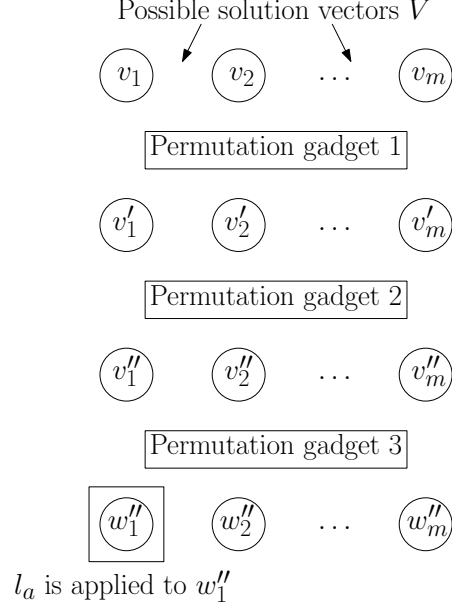 Possible solution vectors V
v₁ v₂ … vₘ
Permutation gadget 1
v′₁ v′₂ … v′ₘ
Permutation gadget 2
v″₁ v″₂ … v″ₘ
Permutation gadget 3
w″₁ w″₂ … w″ₘ
lₐ is applied to w″₁